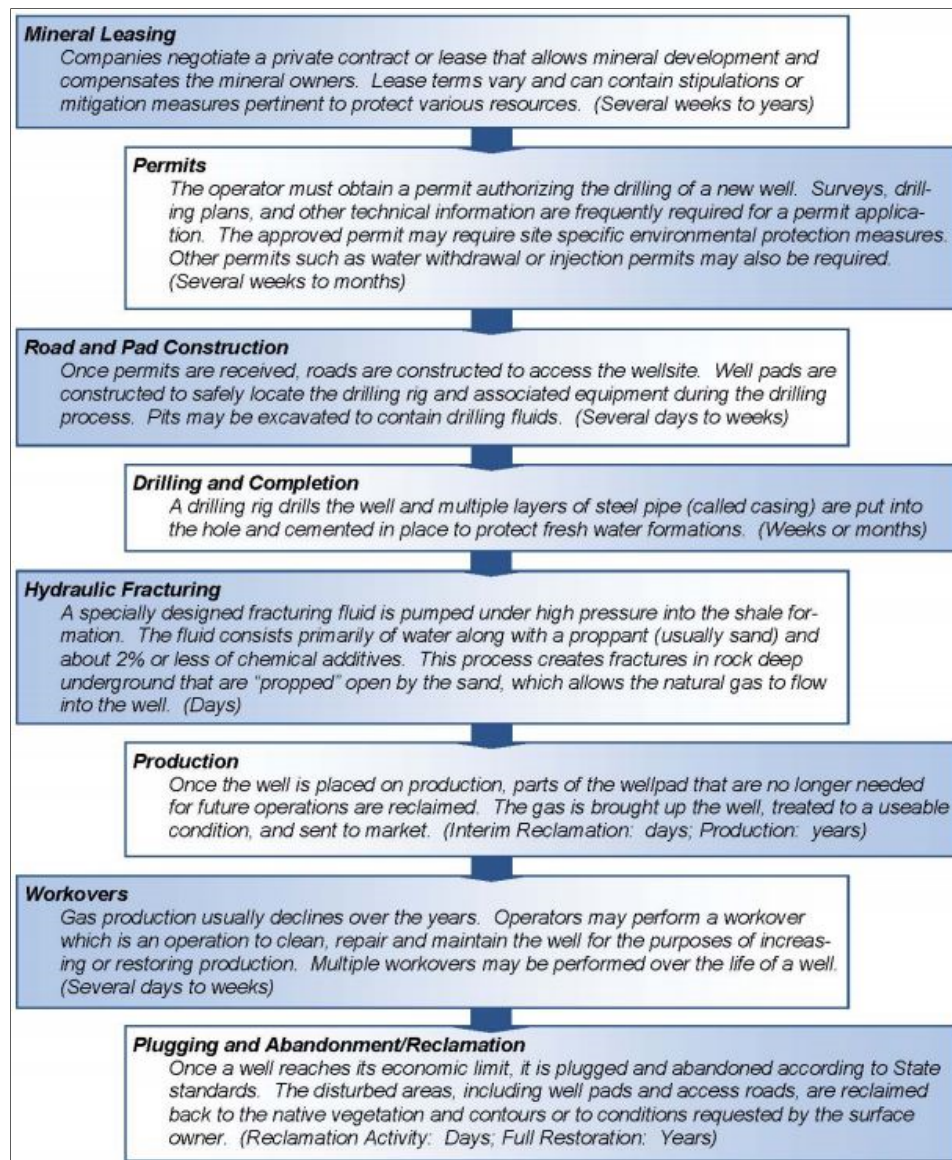 Mineral Leasing
Companies negotiate a private contract or lease that allows mineral development and
compensates the mineral owners. Lease terms vary and can contain stipulations or
mitigation measures pertinent to protect various resources. (Several weeks to years)
Permits
The operator must obtain a permit authorizing the drilling of a new well. Surveys, drill-
ing plans, and other technical information are frequently required for a permit applica-
tion. The approved permit may require site specific environmental protection measures.
Other permits such as water withdrawal or injection permits may also be required.
(Several weeks to months)
Road and Pad Construction
Once permits are received, roads are constructed to access the wellsite. Well pads are
constructed to safely locate the drilling rig and associated equipment during the drilling
process. Pits may be excavated to contain drilling fluids. (Several days to weeks)
Drilling and Completion
A drilling rig drills the well and multiple layers of steel pipe (called casing) are put into
the hole and cemented in place to protect fresh water formations. (Weeks or months)
Hydraulic Fracturing
A specially designed fracturing fluid is pumped under high pressure into the shale for-
mation. The fluid consists primarily of water along with a proppant (usually sand) and
about 2% or less of chemical additives. This process creates fractures in rock deep
underground that are “propped” open by the sand, which allows the natural gas to flow
into the well. (Days)
Production
Once the well is placed on production, parts of the wellpad that are no longer needed
for future operations are reclaimed. The gas is brought up the well, treated to a useable
condition, and sent to market. (Interim Reclamation: days; Production: years)
Workovers
Gas production usually declines over the years. Operators may perform a workover
which is an operation to clean, repair and maintain the well for the purposes of increas-
ing or restoring production. Multiple workovers may be performed over the life of a well.
(Several days to weeks)
Plugging and Abandonment/Reclamation
Once a well reaches its economic limit, it is plugged and abandoned according to State
standards. The disturbed areas, including well pads and access roads, are reclaimed
back to the native vegetation and contours or to conditions requested by the surface
owner. (Reclamation Activity: Days; Full Restoration: Years)